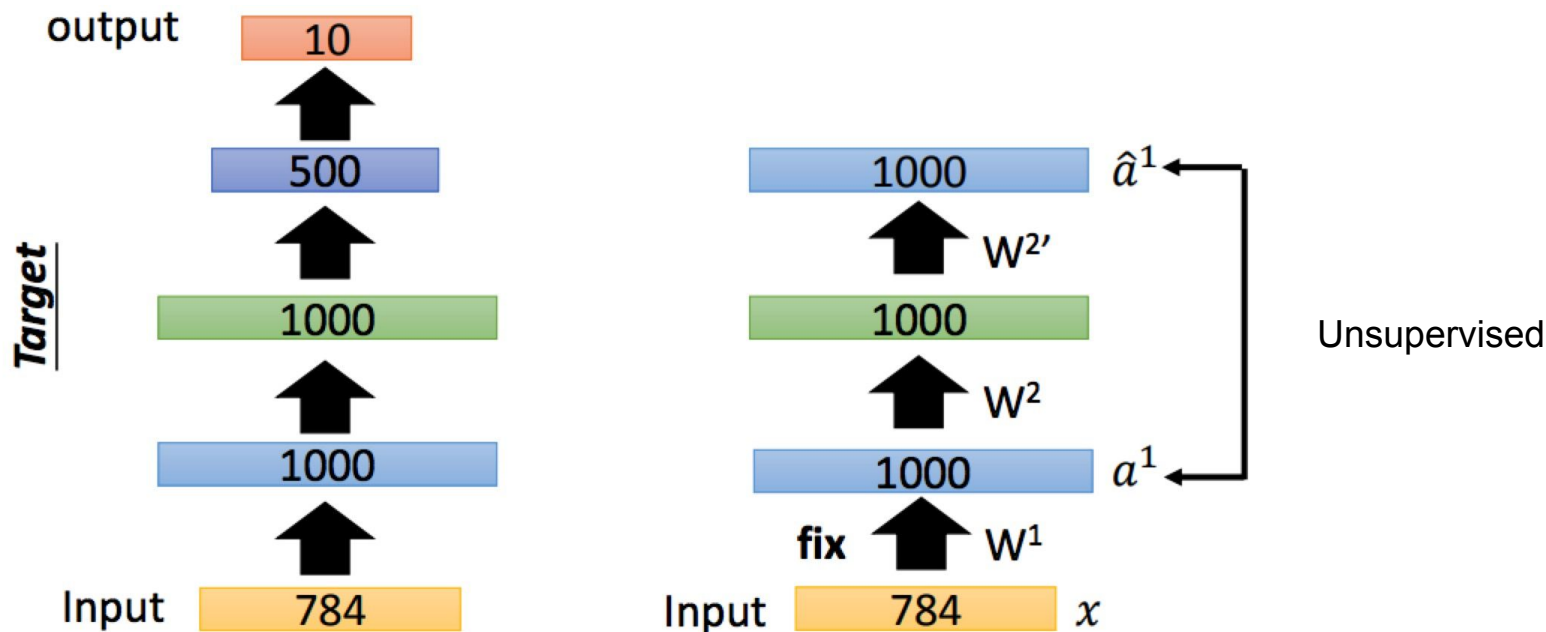 output
10
500
Target
1000
1000
Input
784
1000
â¹
W²’
1000
W²
1000
a¹
fix
W¹
Input
784
x
Unsupervised